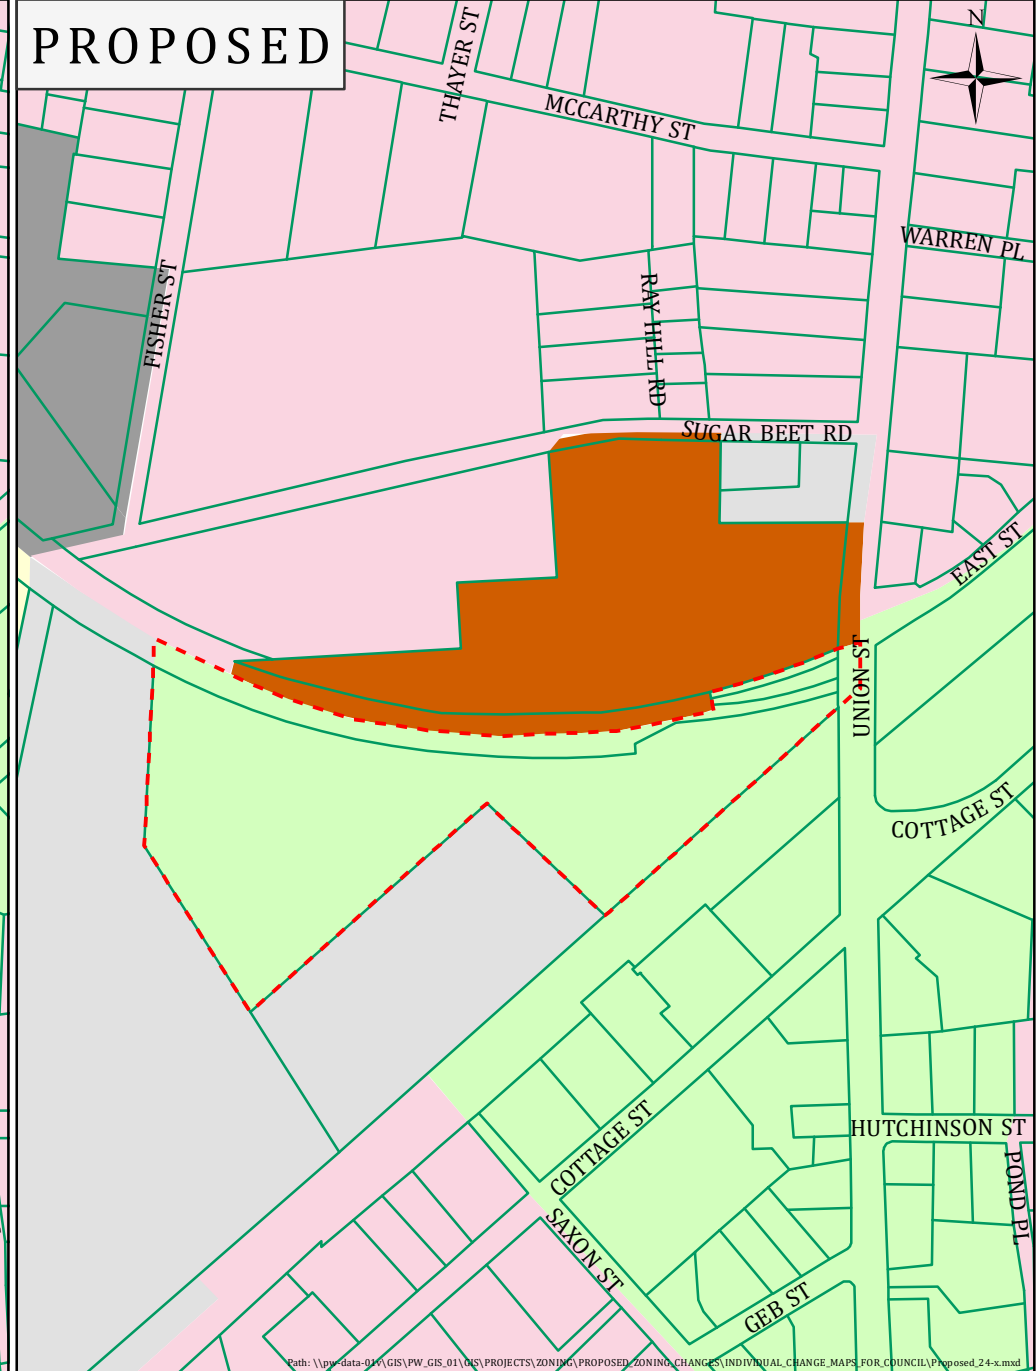 PROPOSED
N
THAYER ST
MCCARTHY ST
WARREN PL
FISHER ST
RAY HILL RD
SUGAR BEET RD
EAST ST
UNION ST
COTTAGE ST
HUTCHINSON ST
COTTAGE ST
POND PL
SAXON ST
GEB ST
Path: \\pw-data-01v\GIS\PW_GIS_01\GIS\PROJECTS\ZONING\PROPOSED_ZONING_CHANGES\INDIVIDUAL_CHANGE_MAPS_FOR_COUNCIL\Proposed_24-x.mxd